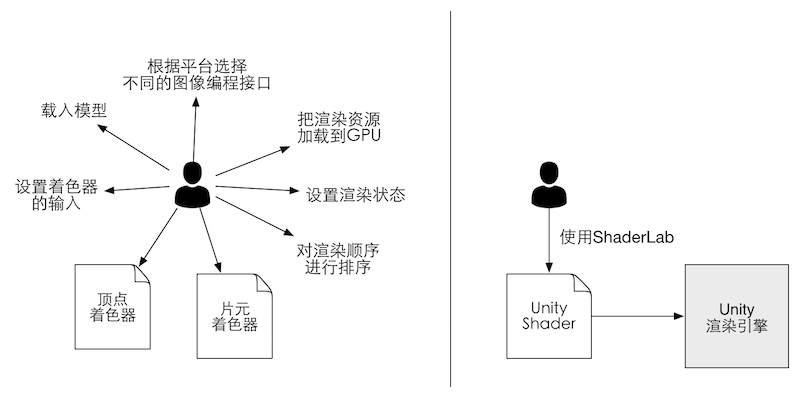 根据平台选择
不同的图像编程接口
载入模型
把渲染资源
加载到GPU
设置着色器
的输入
设置渲染状态
对渲染顺序
进行排序
顶点
着色器
片元
着色器
使用ShaderLab
Unity
Shader
Unity
渲染引擎